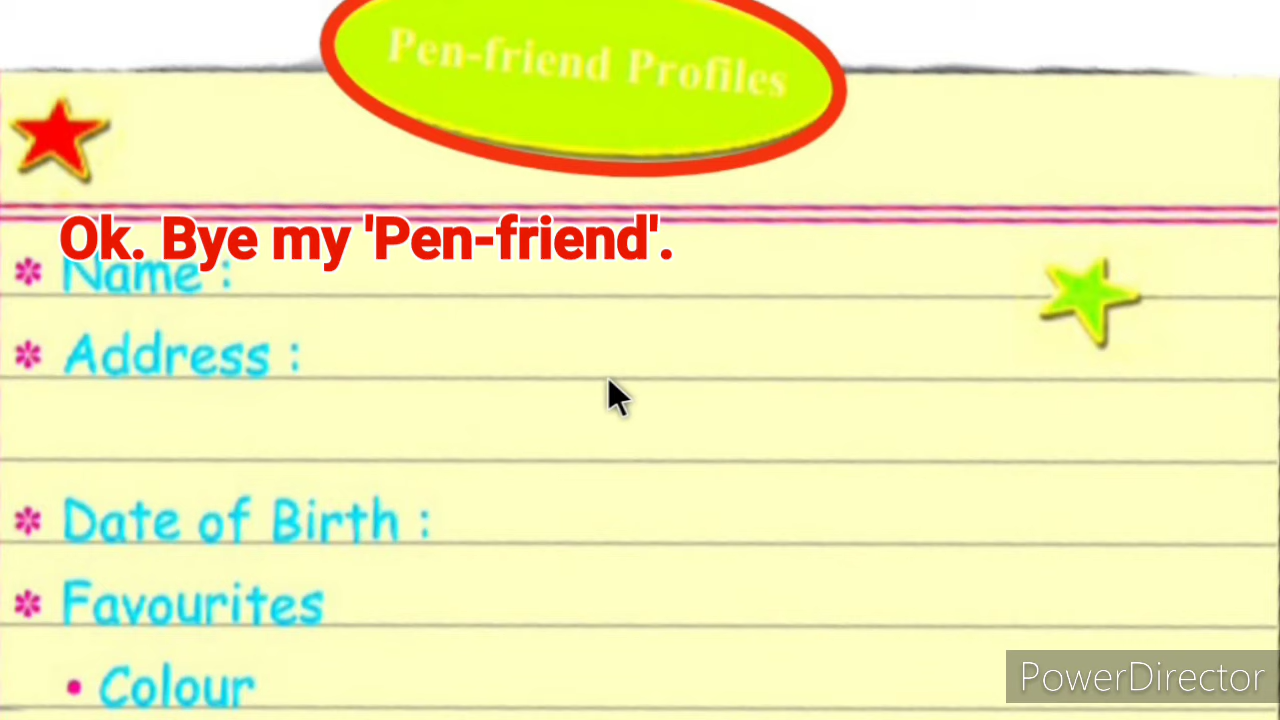 Pen-friend Profiles
Ok. Bye my 'Pen-friend'.
* Name :
* Address :
* Date of Birth :
* Favourites
• Colour
PowerDirector